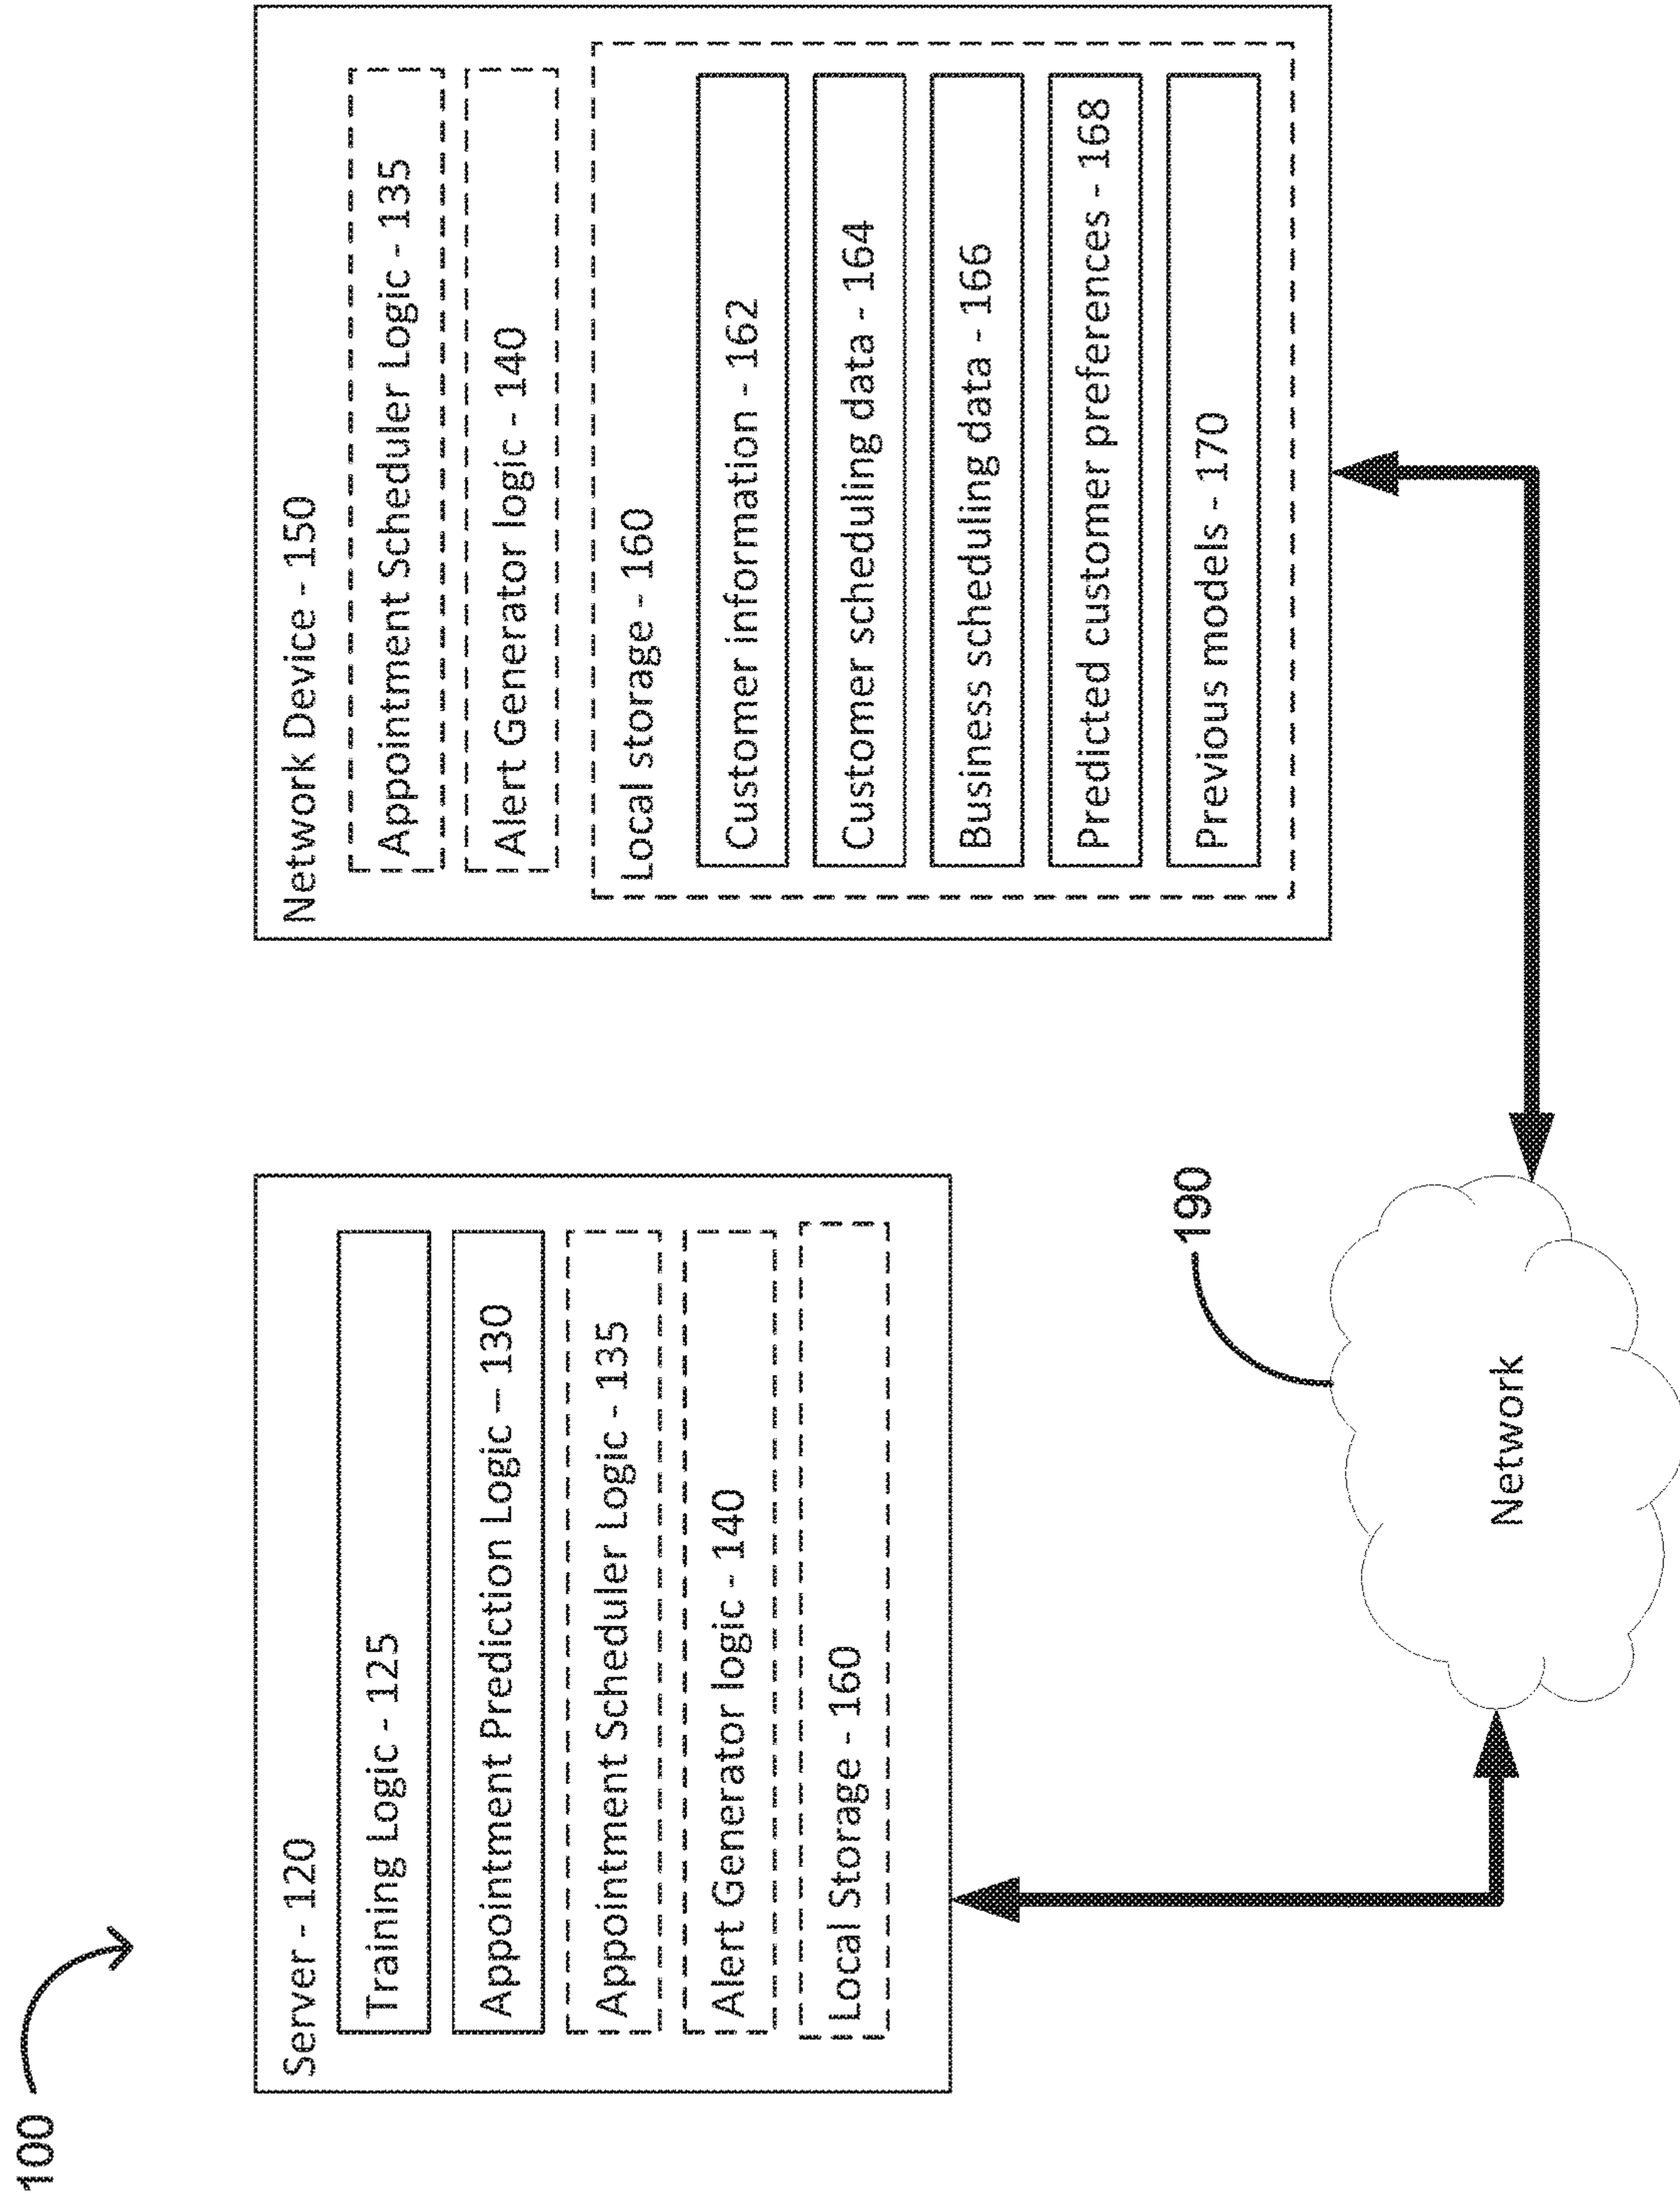 100
Server - 120
Training Logic - 125
Appointment Prediction Logic – 130
Appointment Scheduler Logic - 135
Alert Generator logic - 140
Local Storage - 160
Network Device - 150
Appointment Scheduler Logic - 135
Alert Generator logic - 140
Local storage - 160
Customer information - 162
Customer scheduling data - 164
Business scheduling data - 166
Predicted customer preferences - 168
Previous models - 170
190
Network